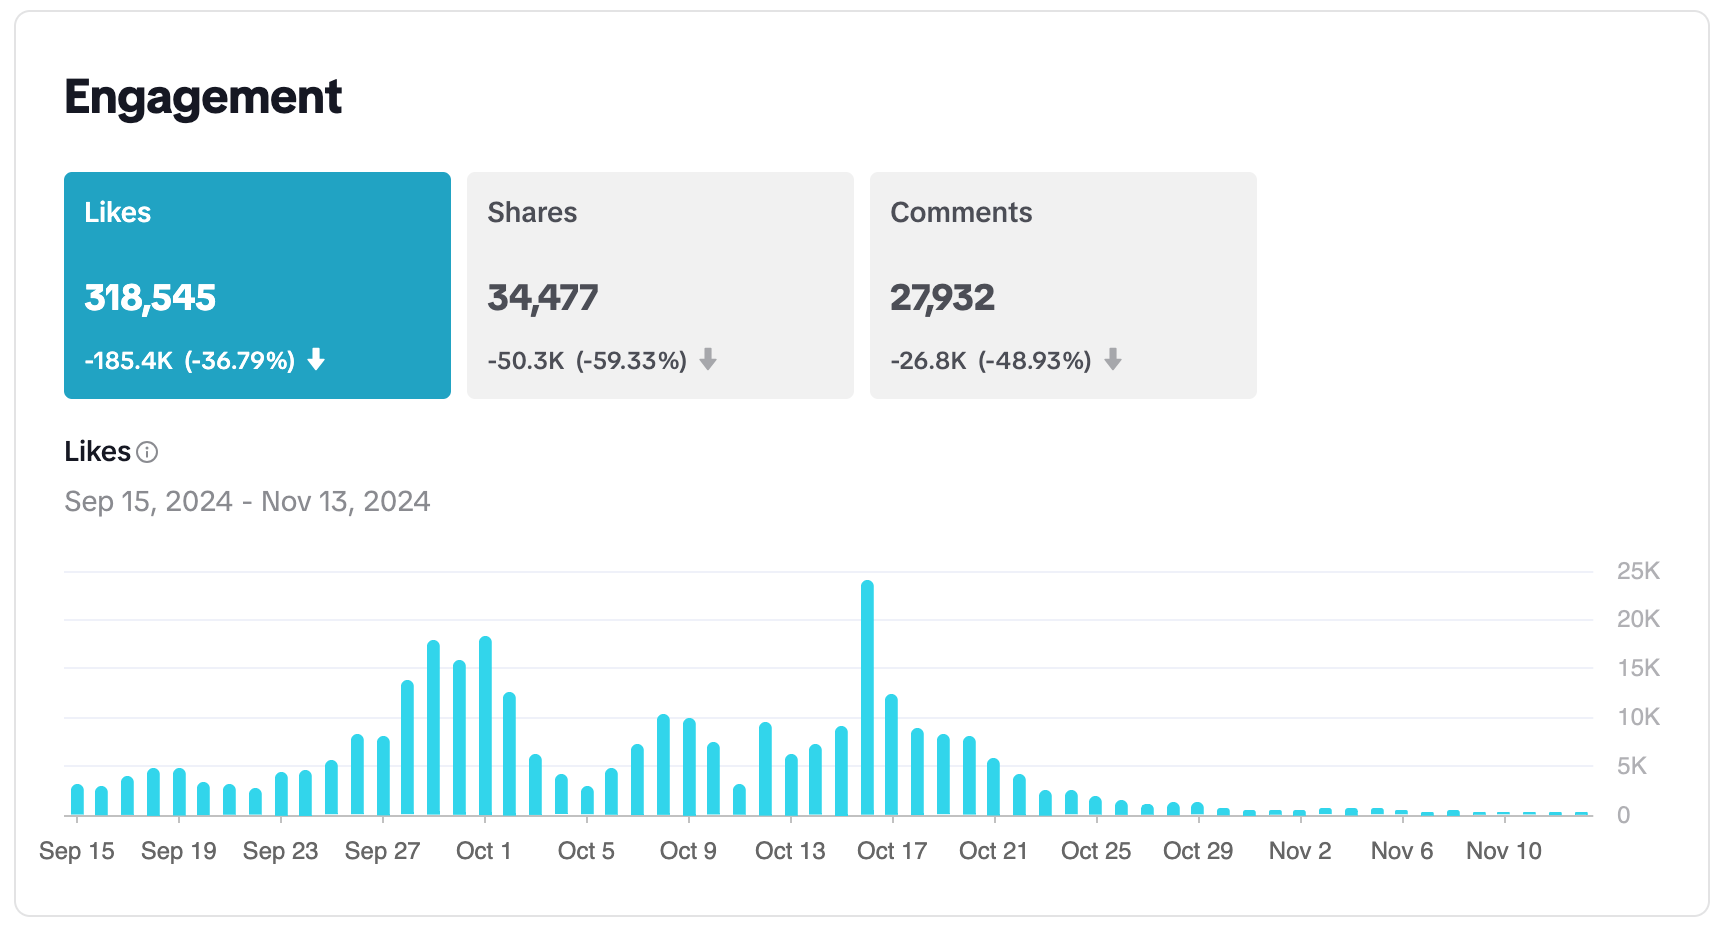 Engagement
Likes
318,545
-185.4K (-36.79%)
Shares
34,477
-50.3K (-59.33%)
Comments
27,932
-26.8K (-48.93%)
Likes
Sep 15, 2024 - Nov 13, 2024
25K
20K
15K
10K
5K
0
Sep 15 Sep 19 Sep 23 Sep 27 Oct 1 Oct 5 Oct 9 Oct 13 Oct 17 Oct 21 Oct 25 Oct 29 Nov 2 Nov 6 Nov 10